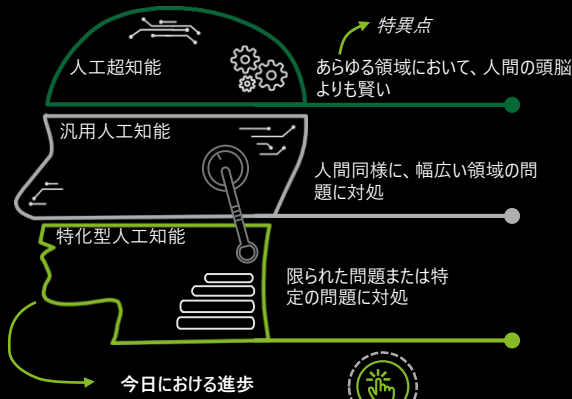 特異点
人工超知能
あらゆる領域において、人間の頭脳
よりも賢い
汎用人工知能
人間同様に、幅広い領域の問
題に対処
特化型人工知能
限られた問題または特
定の問題に対処
今日における進歩